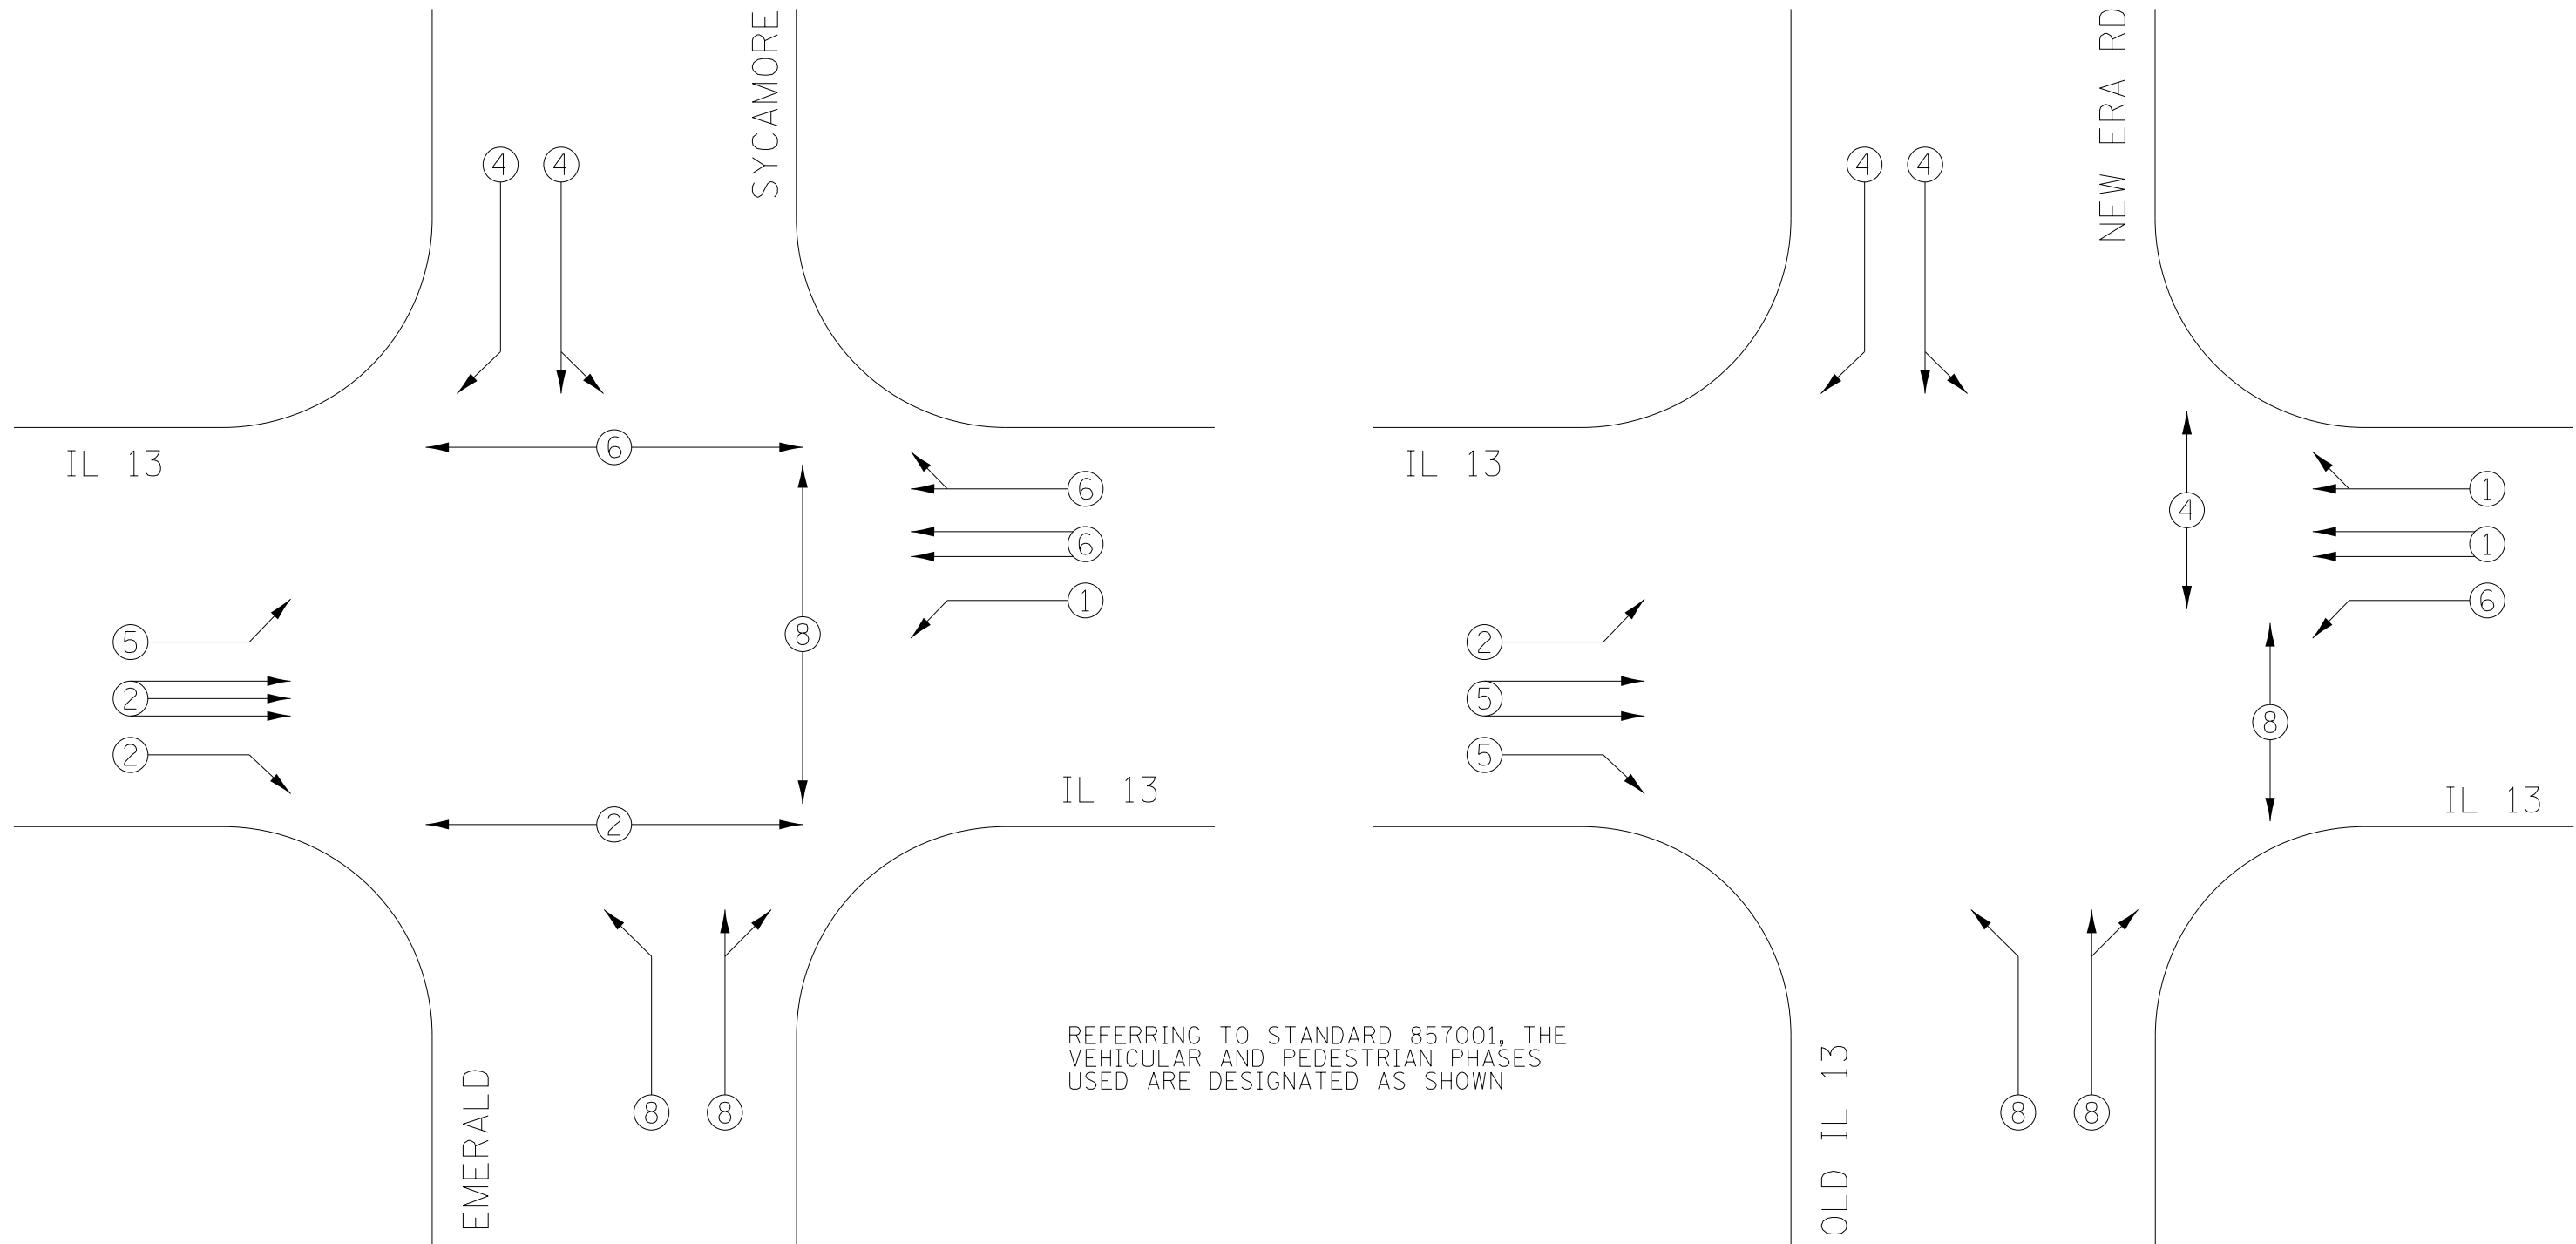 SYCAMORE
NEW ERA RD
4
4
4
4
6
IL 13
6
IL 13
1
4
6
1
5
8
1
2
6
2
5
8
2
5
IL 13
IL 13
2
REFERRING TO STANDARD 857001, THE
VEHICULAR AND PEDESTRIAN PHASES
USED ARE DESIGNATED AS SHOWN
8
8
8
8
EMERALD
OLD IL 13